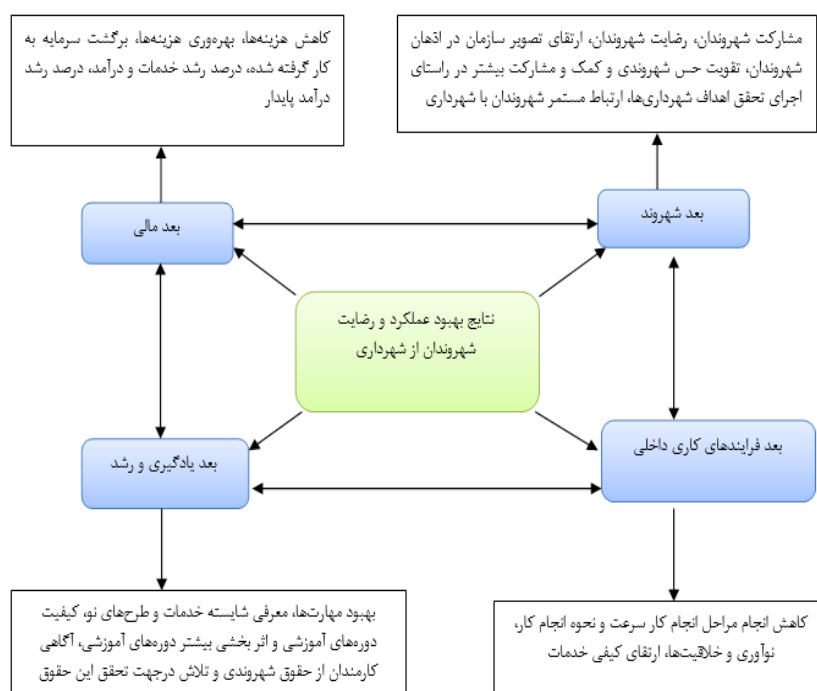 مشارکت شهروندان، رضایت شهروندان، ارتقای تصویر سازمان در اذهان
شهروندان، تقویت حس شهروندی و کمک و مشارکت بیشتر در راستای
اجرای تحقق اهداف شهرداری‌ها، ارتباط مستمر شهروندان با شهرداری
کاهش هزینه‌ها، بهره‌وری هزینه‌ها، برگشت سرمایه به
کار گرفته شده، درصد رشد خدمات و درآمد، درصد رشد
درآمد پایدار
بعد شهروند
بعد مالی
نتایج بهبود عملکرد و رضایت
شهروندان از شهرداری
بعد فرایندهای کاری داخلی
بعد یادگیری و رشد
کاهش انجام مراحل انجام کار سرعت و نحوه انجام کار،
نوآوری و خلاقیت‌ها، ارتقای کیفی خدمات
بهبود مهارت‌ها، معرفی شایسته خدمات و طرح‌های نو، کیفیت
دوره‌های آموزشی و اثر بخشی بیشتر دوره‌های آموزشی، آگاهی
کارمندان از حقوق شهروندی و تلاش درجهت تحقق این حقوق